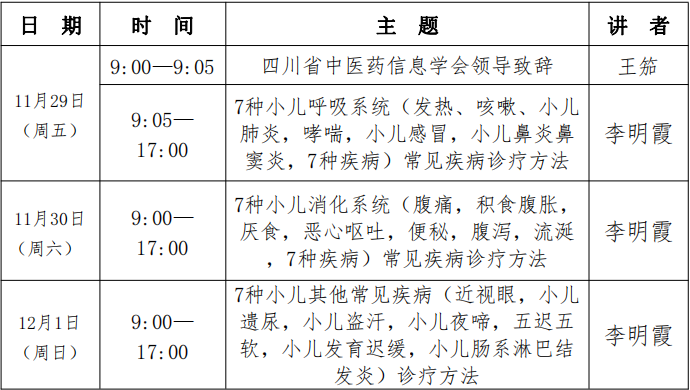 日 期 时 间 主 题 讲 者
11月29日
（周五）
9:00—9:05 四川省中医药信息学会领导致辞 王笳
9:05—
17:00
7种小儿呼吸系统（发热、咳嗽、小儿
肺炎，哮喘，小儿感冒，小儿鼻炎鼻
窦炎，7种疾病）常见疾病诊疗方法
李明霞
11月30日
（周六）
9:00—
17:00
7种小儿消化系统（腹痛，积食腹胀，
厌食，恶心呕吐，便秘，腹泻，流涎
，7种疾病）常见疾病诊疗方法
李明霞
12月1日
（周日）
9:00—
17:00
7种小儿其他常见疾病（近视眼，小儿
遗尿，小儿盗汗，小儿夜啼，五迟五
软，小儿发育迟缓，小儿肠系淋巴结
发炎）诊疗方法
李明霞